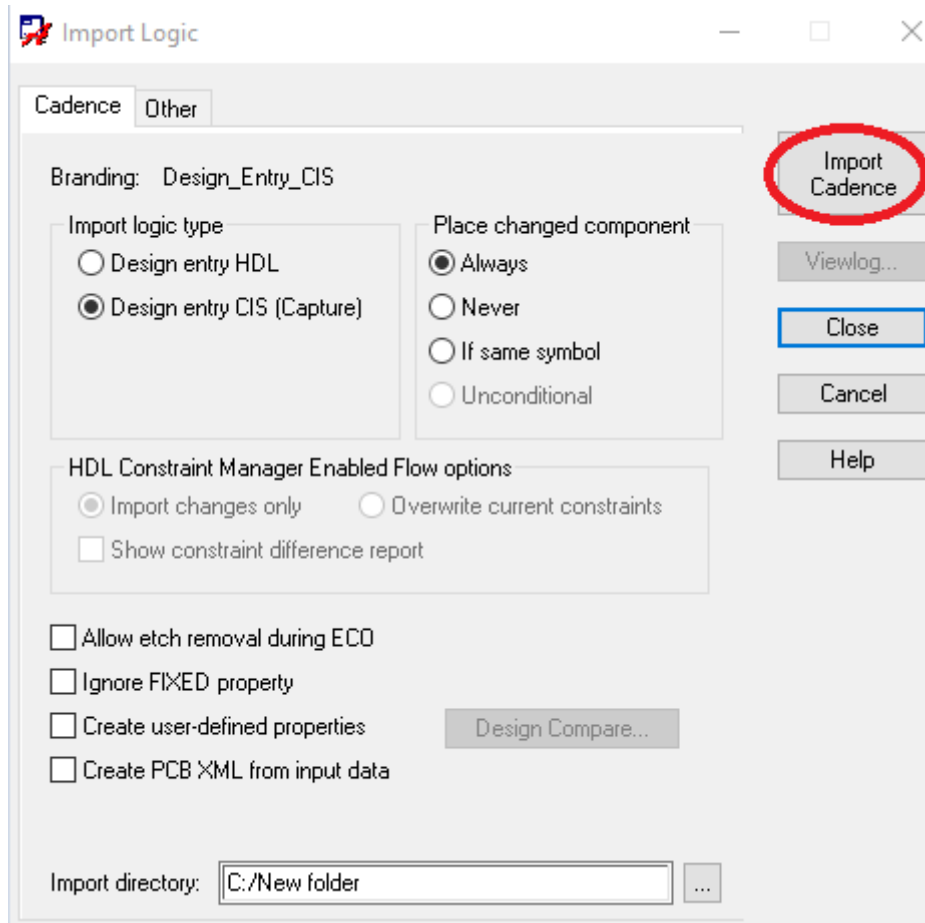 Import Logic
Cadence
Other
Branding: Design_Entry_CIS
Import logic type
Design entry HDL
Design entry CIS (Capture)
Place changed component
Always
Never
If same symbol
Unconditional
HDL Constraint Manager Enabled Flow options
Import changes only
Overwrite current constraints
Show constraint difference report
Allow etch removal during ECO
Ignore FIXED property
Create user-defined properties
Design Compare...
Create PCB XML from input data
Import directory: C:/New folder
...
Import
Cadence
Viewlog...
Close
Cancel
Help